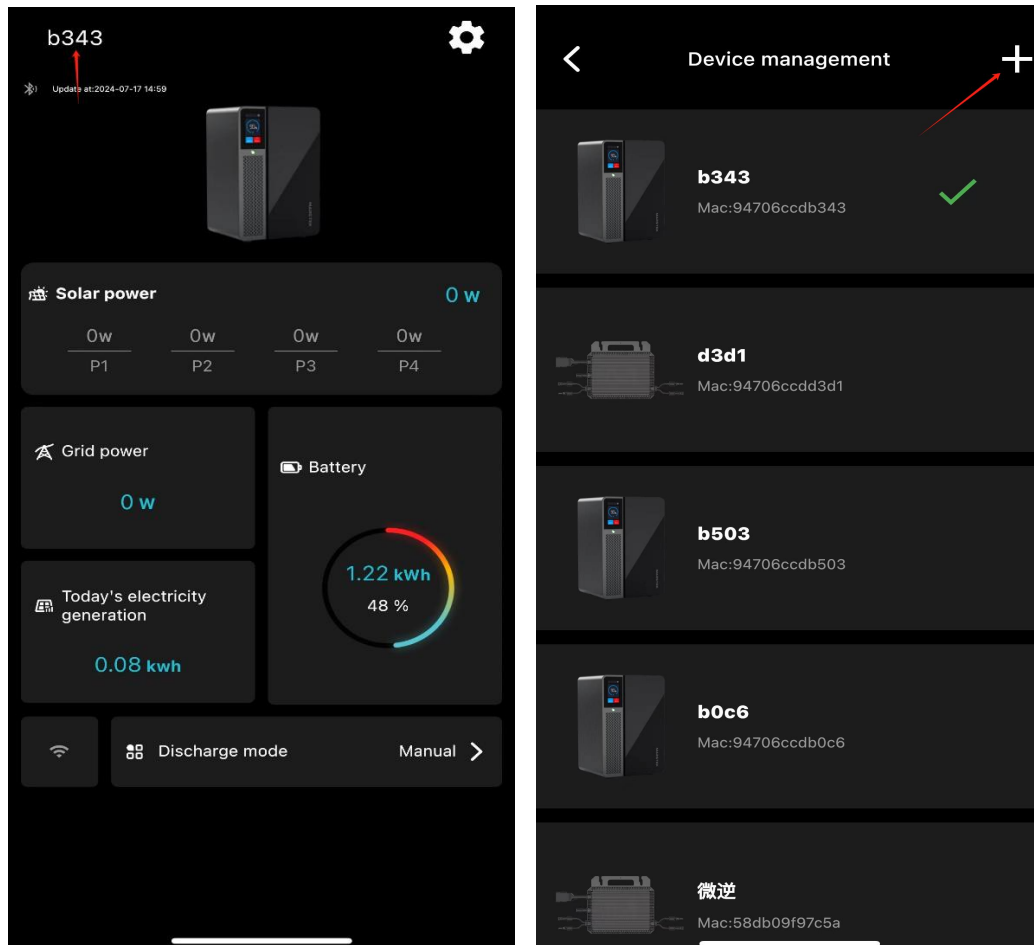 b343
Update at:2024-07-17 14:59
Solar power
0 w
0w
0w
0w
0w
P1
P2
P3
P4
Grid power
0 w
Battery
1.22 kWh
48 %
Today's electricity
generation
0.08 kwh
Discharge mode
Manual
Device management
b343
Mac:94706ccdb343
d3d1
Mac:94706ccdd3d1
b503
Mac:94706ccdb503
b0c6
Mac:94706ccdb0c6
微逆
Mac:58db09f97c5a